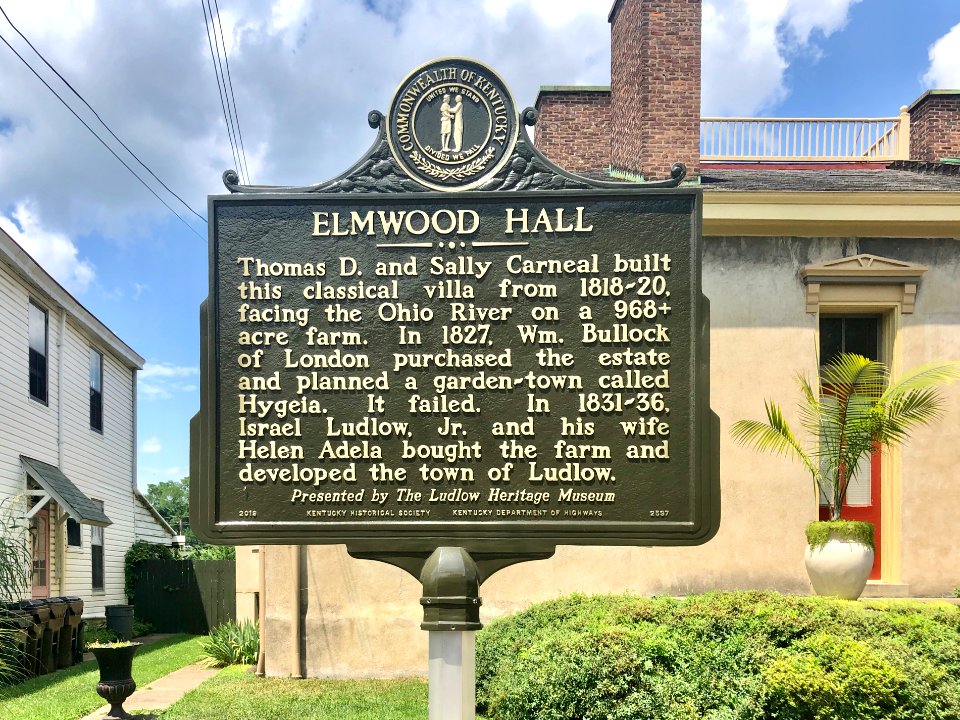 COMMONWEALTH OF KENTUCKY
UNITED WE STAND
DIVIDED WE FALL
ELMWOOD HALL
Thomas D. and Sally Carneal built
this classical villa from 1818-20,
facing the Ohio River on a 968+
acre farm. In 1827, Wm. Bullock
of London purchased the estate
and planned a garden-town called
Hygeia. It failed. In 1831-36,
Israel Ludlow, Jr. and his wife
Helen Adela bought the farm and
developed the town of Ludlow.
Presented by The Ludlow Heritage Museum
2019 KENTUCKY HISTORICAL SOCIETY KENTUCKY DEPARTMENT OF HIGHWAYS 2597